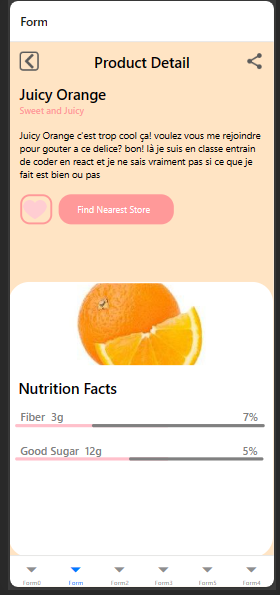 Form
Product Detail
Juicy Orange
Sweet and Juicy
Juicy Orange c'est trop cool ça! voulez vous me rejoindre
pour gouter a ce delice? bon! là je suis en classe entrain
de coder en react et je ne sais vraiment pas si ce que je
fait est bien ou pas
Find Nearest Store
Nutrition Facts
Fiber 3g 7%
Good Sugar 12g 5%
Form0 Form Form2 Form3 Form5 Form4